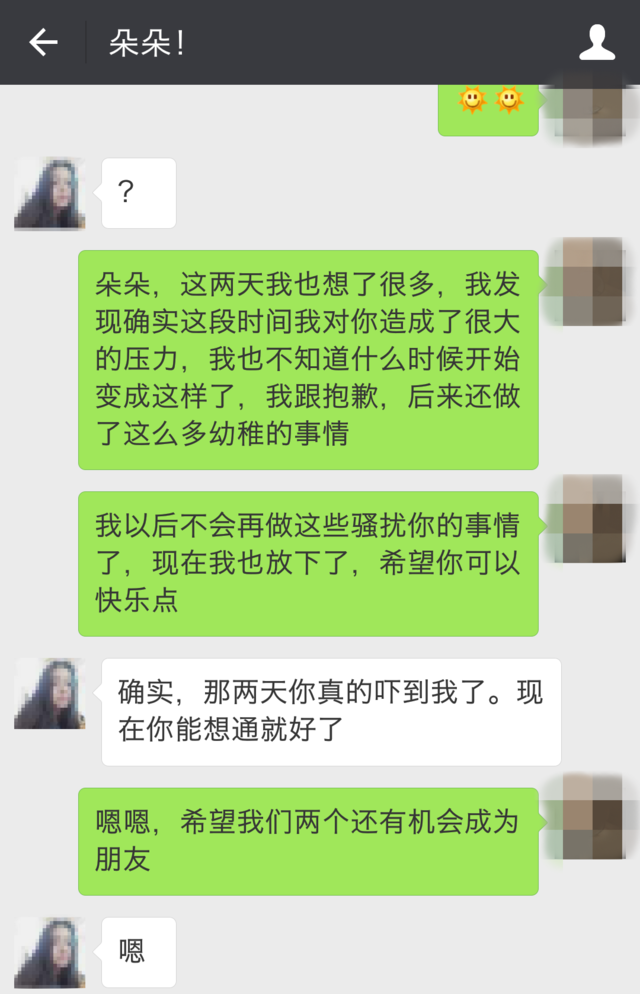 朵朵！
？
朵朵，这两天我也想了很多，我发
现确实这段时间我对你造成了很大
的压力，我也不知道什么时候开始
变成这样了，我跟抱歉，后来还做
了这么多幼稚的事情
我以后不会再做这些骚扰你的事情
了，现在我也放下了，希望你可以
快乐点
确实，那两天你真的吓到我了。现
在你能想通就好了
嗯嗯，希望我们两个还有机会成为
朋友
嗯